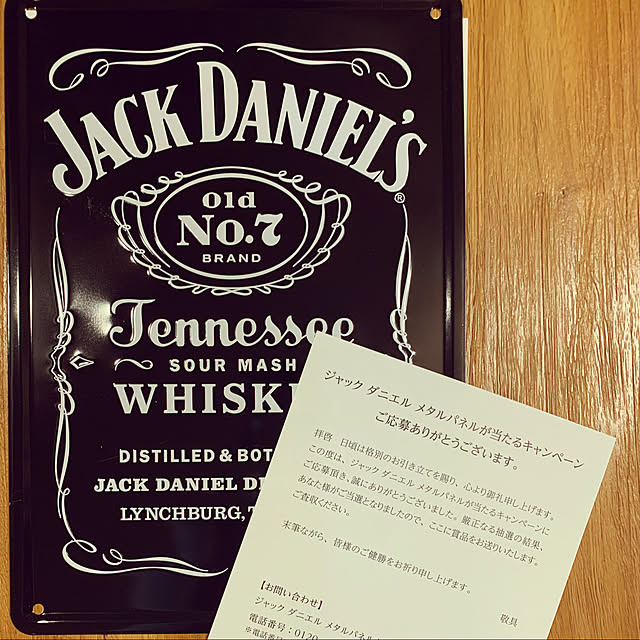 JACK DANIEL'S
®
Old
No.7
BRAND
Tennessee
SOUR MASH
DISTILLED &
JACK DANIEL
LYNCHBURG,
ジャック ダニエル メタルパネルが当たるキャンペーン
ご応募ありがとうございます。
拝啓 日頃は格別のお引き立てを賜り、心より御礼申し上げます。
この度は、ジャック ダニエル メタルパネルが当たるキャンペーンに
ご応募頂き、誠にありがとうございました。厳正なる抽選の結果、
あなた様がご当選となりましたので、ここに賞品をお送りいたします。
ご査収ください。
末筆ながら、皆様のご健勝をお祈り申し上げます。
敬具
【お問い合わせ】
ジャック ダニエル メタルパネル
電話番号：0120
※電話番号